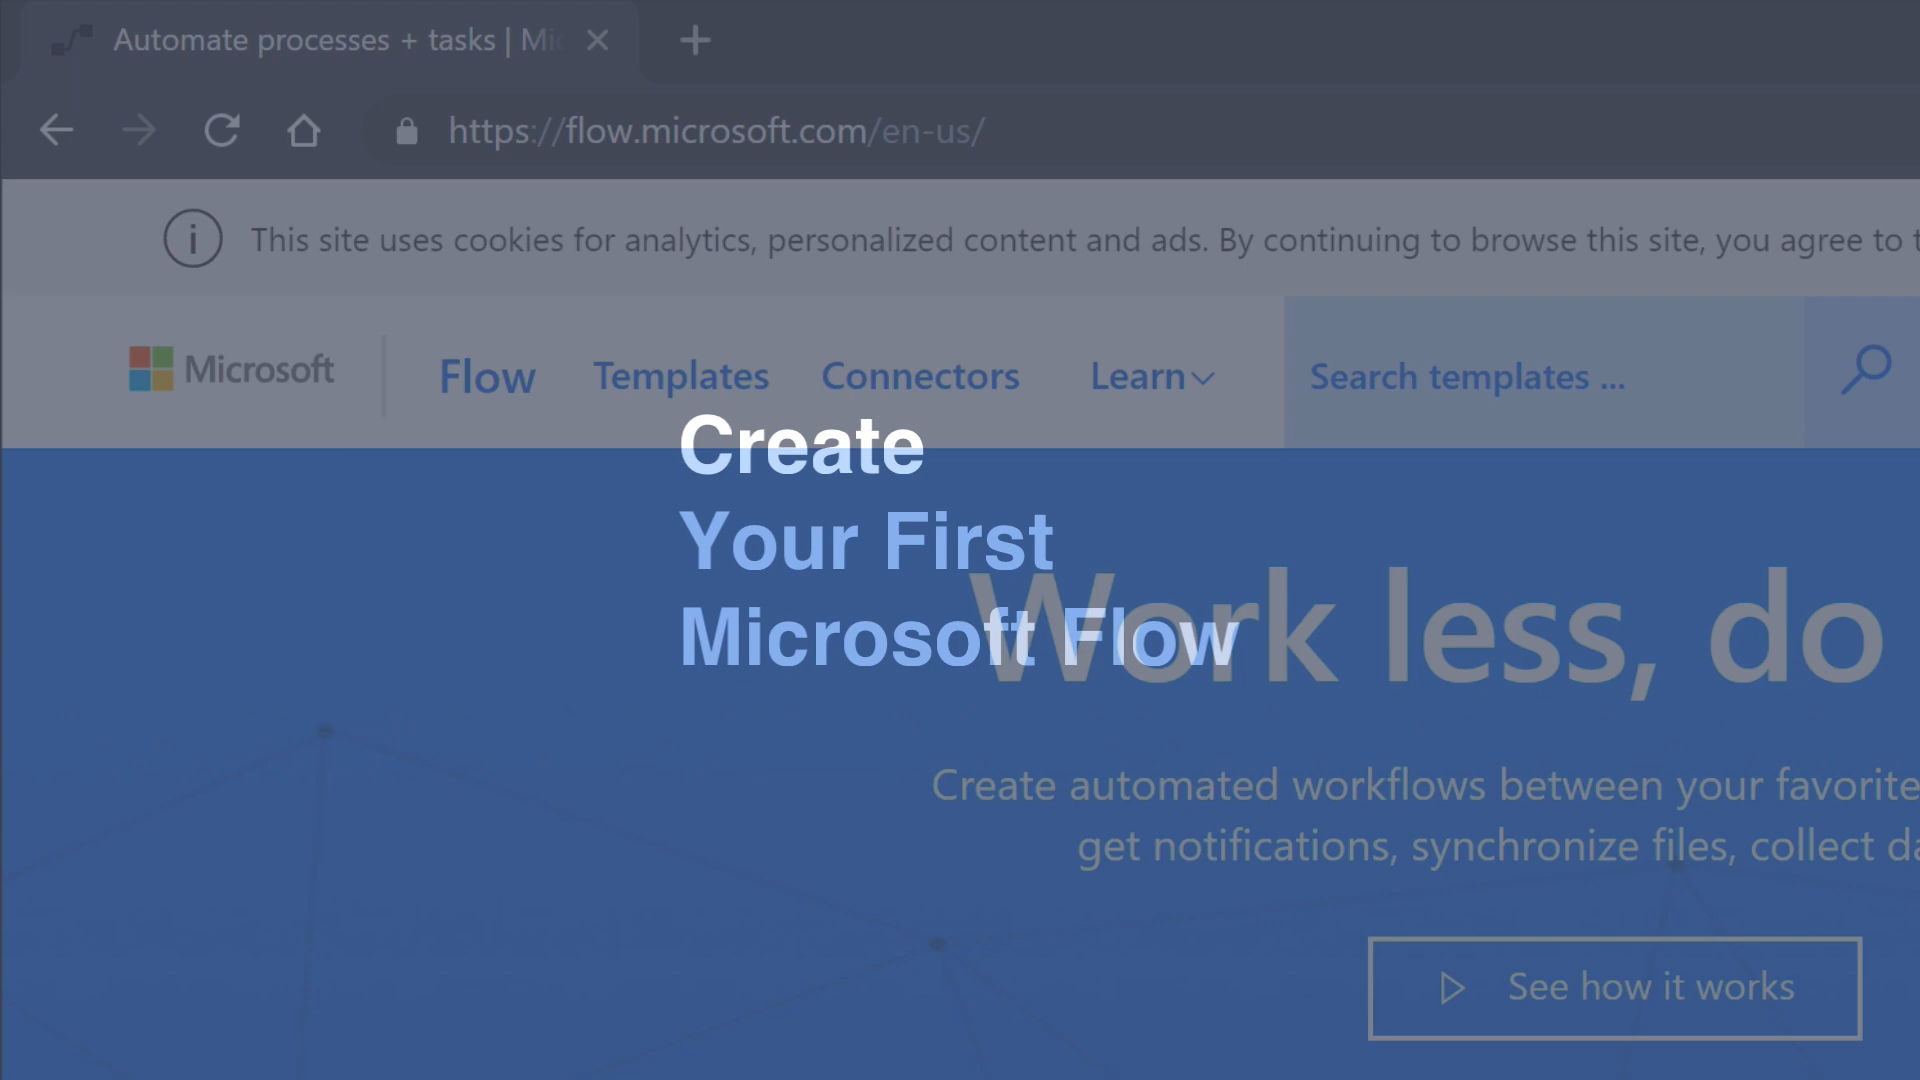 Automate processes + tasks | Mic
https://flow.microsoft.com/en-us/
This site uses cookies for analytics, personalized content and ads. By continuing to browse this site, you agree to
Microsoft
Flow Templates Connectors Learn Search templates ...
Create
Your First
Microsoft Flow
Work less, do
Create automated workflows between your favorite
get notifications, synchronize files, collect
See how it works